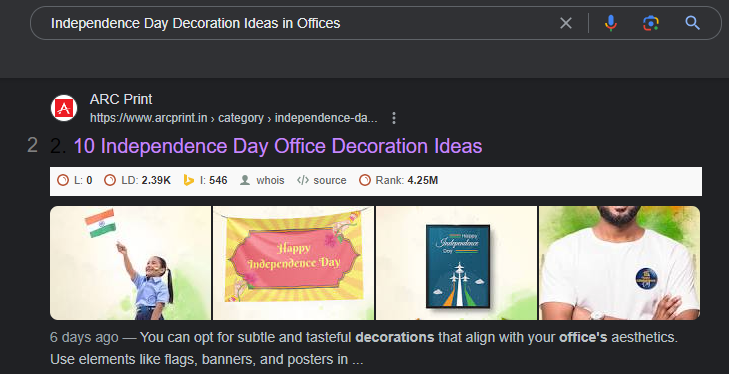 Independence Day Decoration Ideas in Offices
ARC Print
https://www.arcprint.in › category › independence-da...
2 2. 10 Independence Day Office Decoration Ideas
L: 0 LD: 2.39K I: 546 whois </> source Rank: 4.25M
Happy
Independence Day
Happy
Independence
Day
6 days ago — You can opt for subtle and tasteful decorations that align with your office's aesthetics.
Use elements like flags, banners, and posters in ...